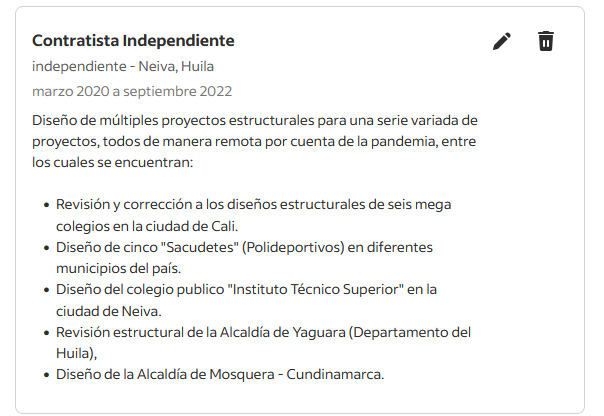 Contratista Independiente
independiente - Neiva, Huila
marzo 2020 a septiembre 2022
Diseño de múltiples proyectos estructurales para una serie variada de
proyectos, todos de manera remota por cuenta de la pandemia, entre
los cuales se encuentran:
• Revisión y corrección a los diseños estructurales de seis mega
colegios en la ciudad de Cali.
• Diseño de cinco "Sacudetes" (Polideportivos) en diferentes
municipios del país.
• Diseño del colegio publico "Instituto Técnico Superior" en la
ciudad de Neiva.
• Revisión estructural de la Alcaldía de Yaguara (Departamento del
Huila),
• Diseño de la Alcaldía de Mosquera - Cundinamarca.